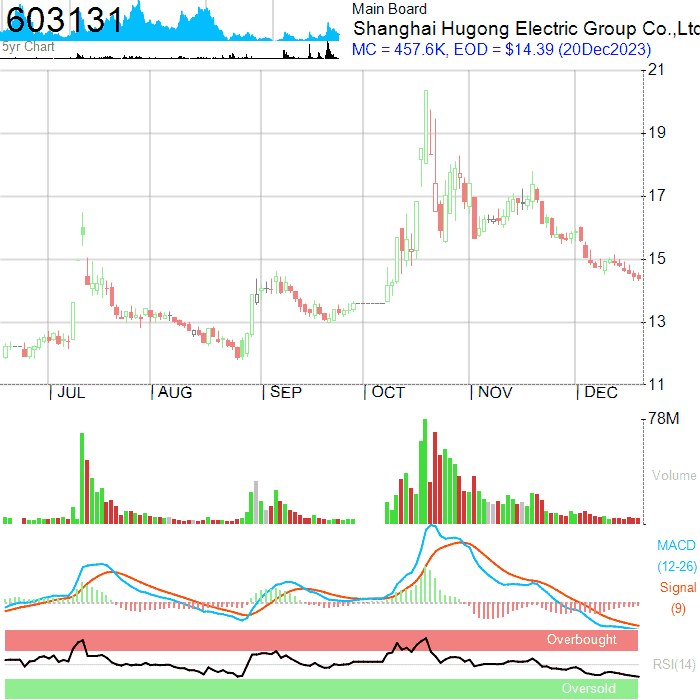 603131
5yr Chart
Main Board
Shanghai Hugong Electric Group Co.,Ltd
MC = 457.6K, EOD = $14.39 (20Dec2023)
21
19
17
15
13
11
JUL AUG SEP OCT NOV DEC
78M
Volume
MACD
(12-26)
Signal
(9)
Overbought
RSI(14)
Oversold